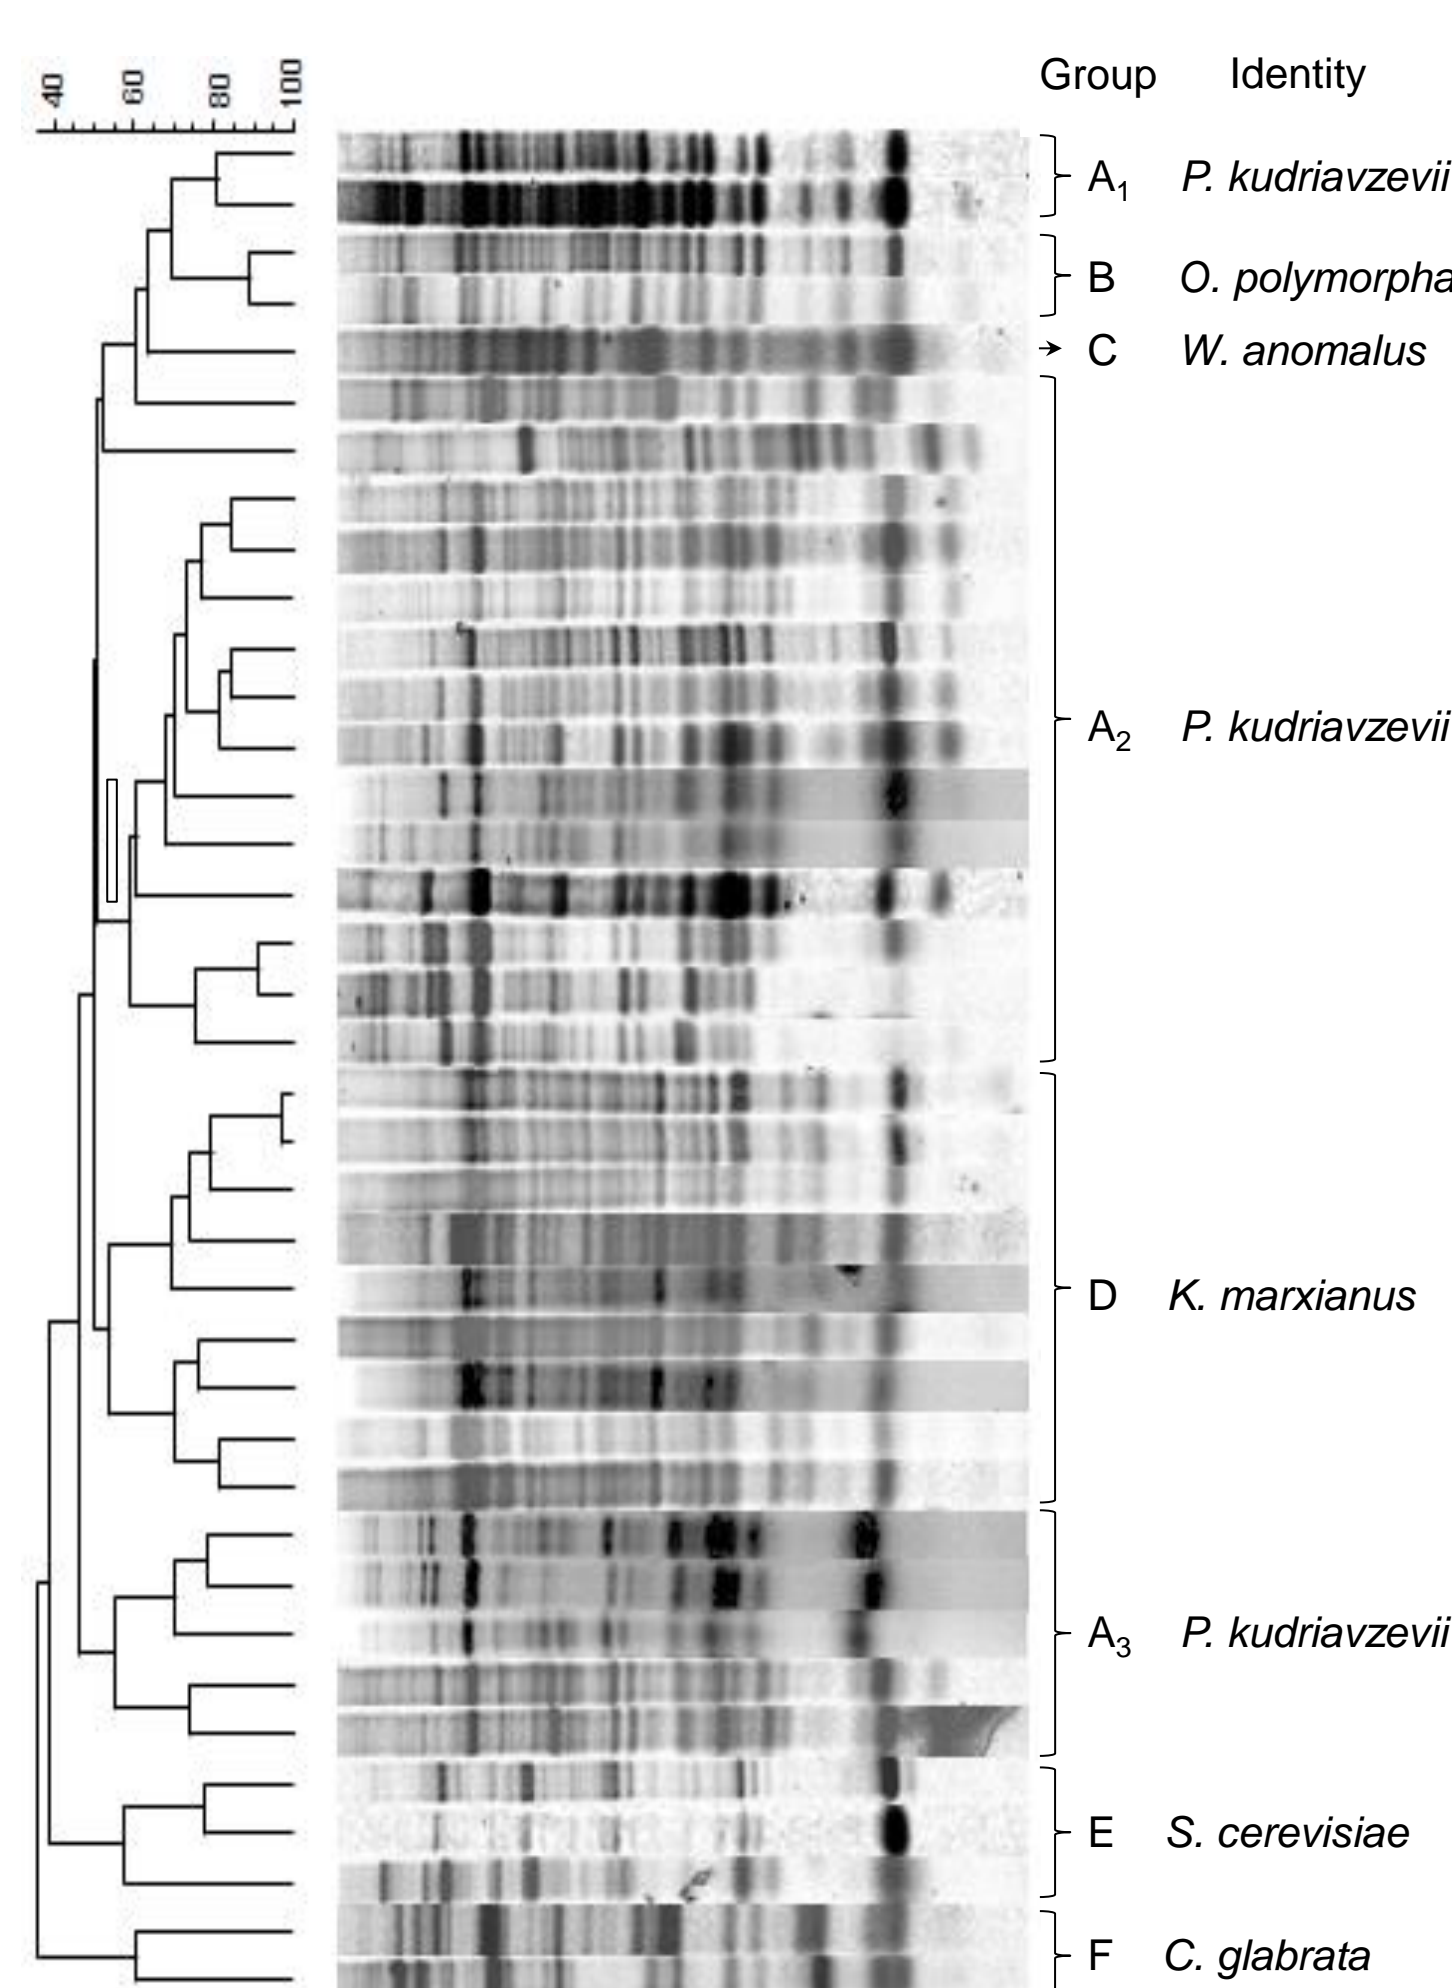 Group Identity
40 60 80 100
A1 P. kudriavzevii
B O. polymorpha
C W. anomalus
A2 P. kudriavzevii
D K. marxianus
A3 P. kudriavzevii
E S. cerevisiae
F C. glabrata